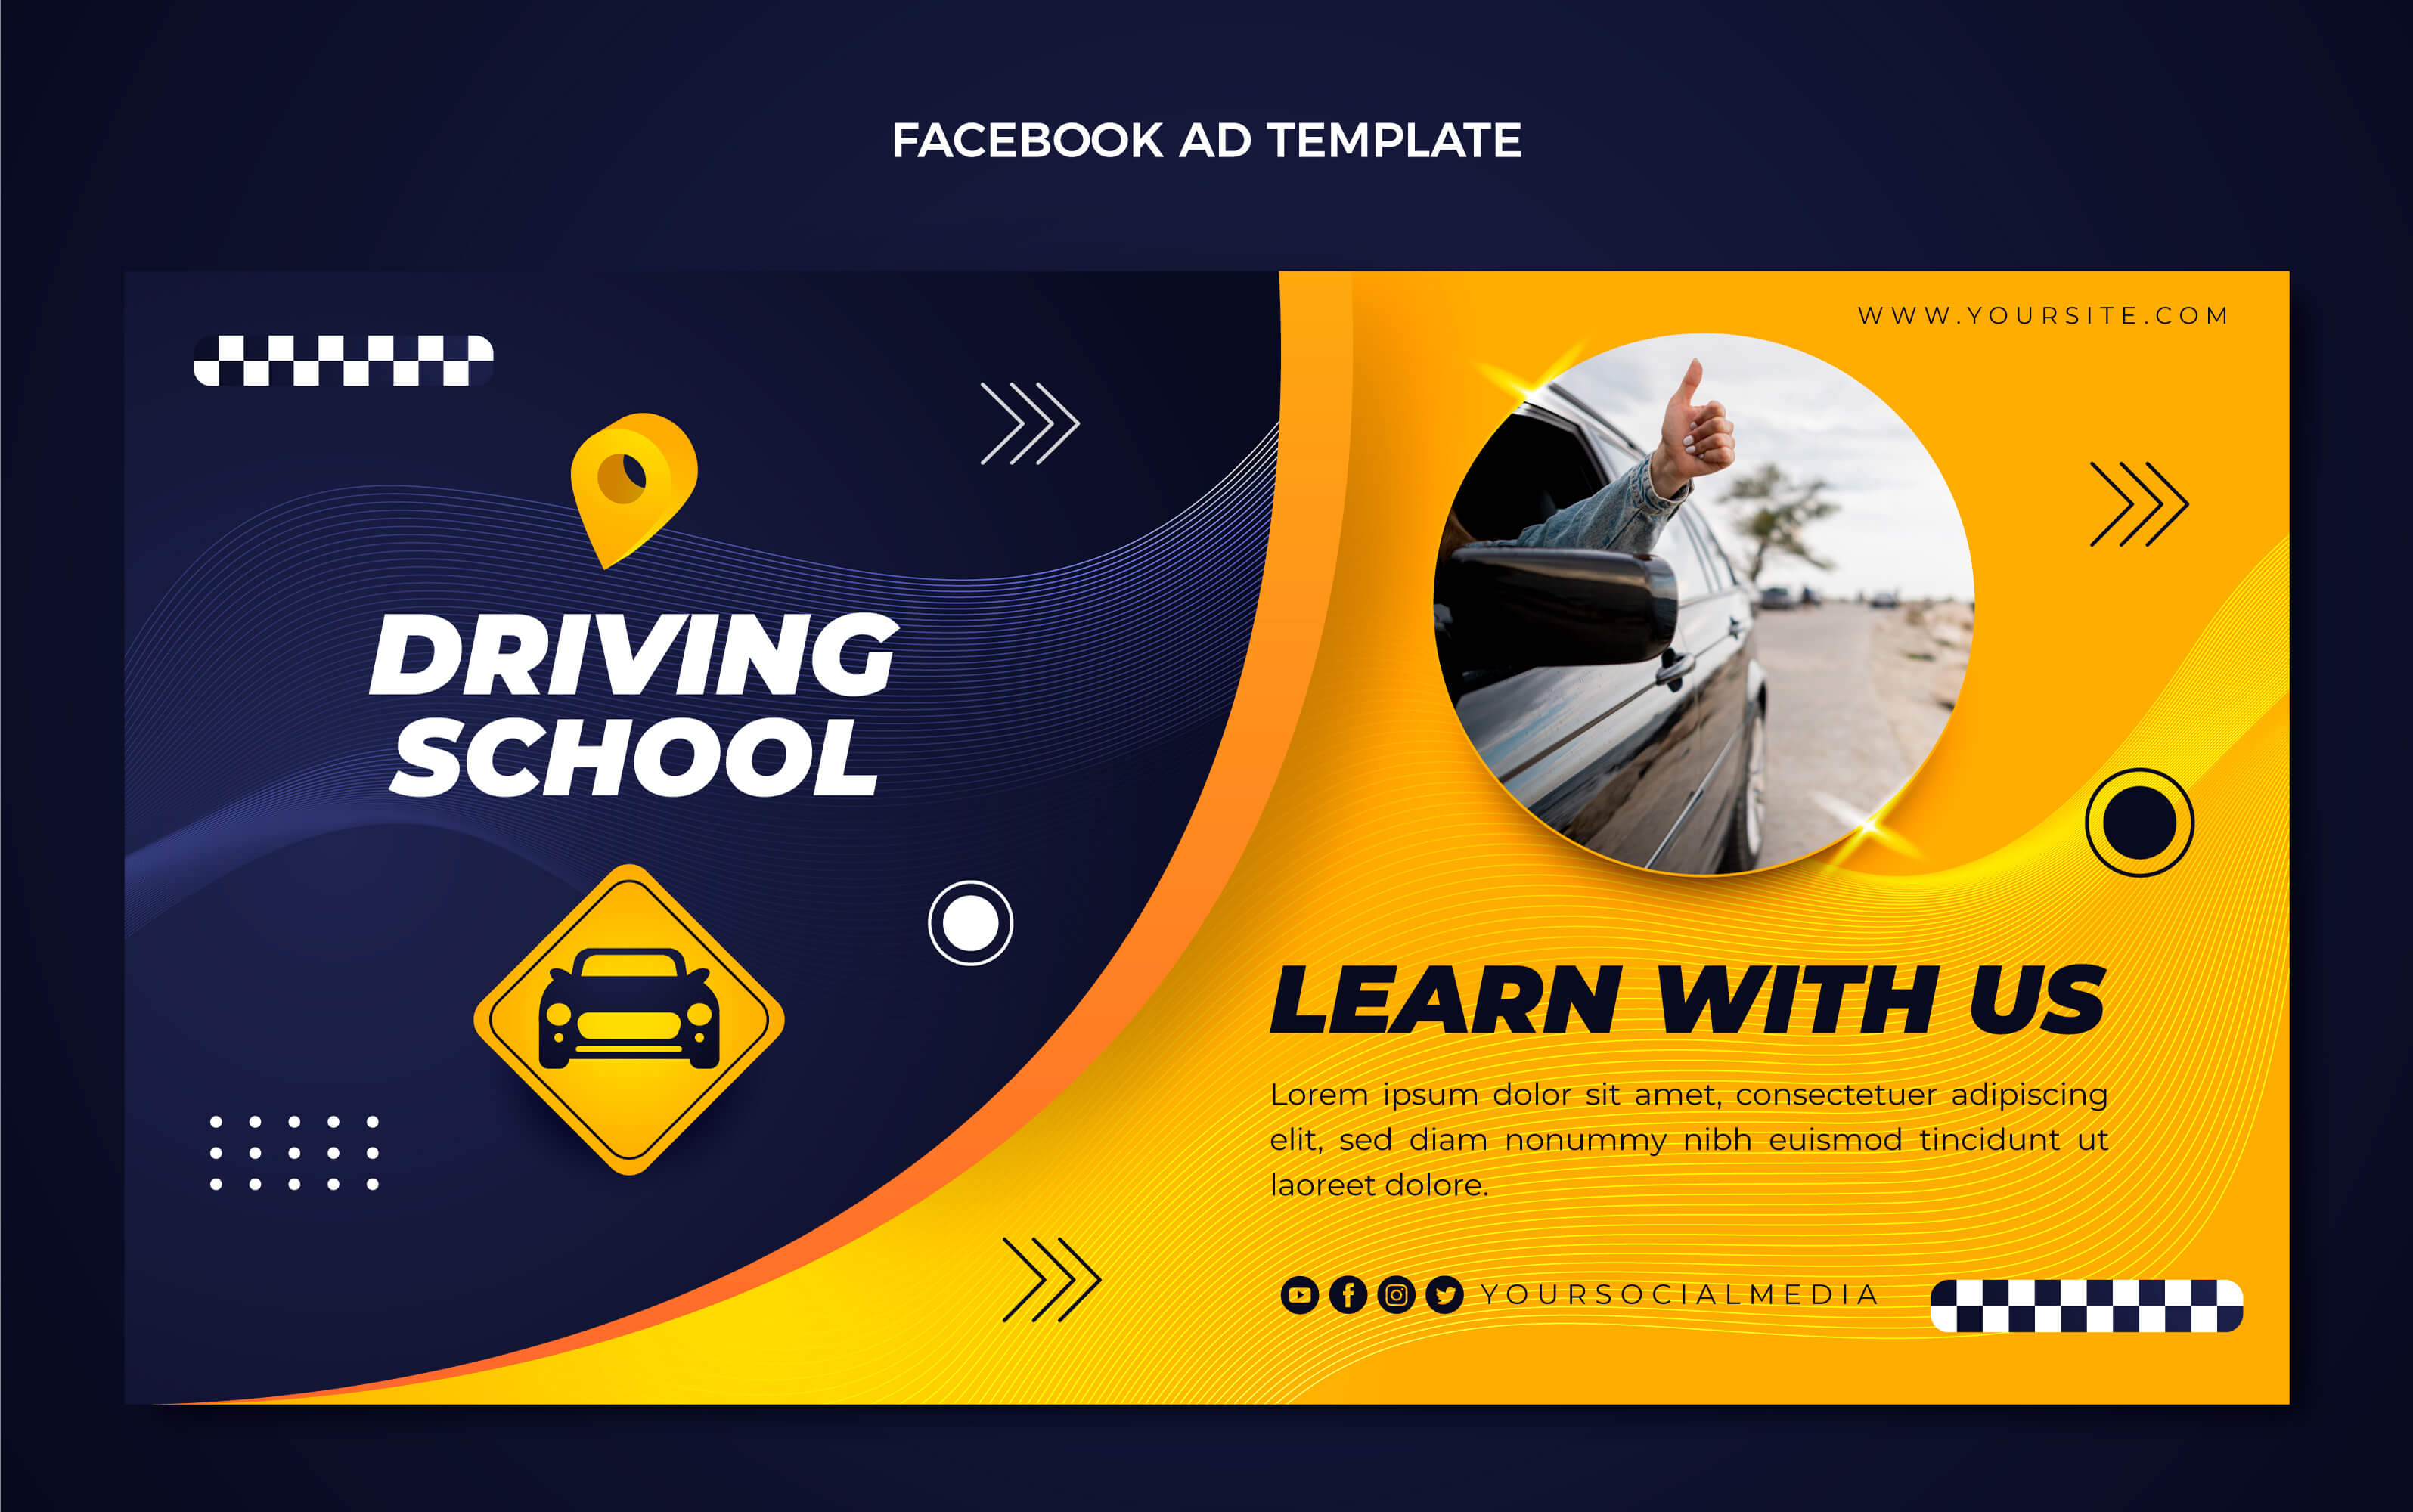 FACEBOOK AD TEMPLATE
DRIVING
SCHOOL
WWW.YOURSITE.COM
LEARN WITH US
Lorem ipsum dolor sit amet, consectetuer adipiscing
elit, sed diam nonummy nibh euismod tincidunt ut
laoreet dolore.
YOURSOCIALMEDIA